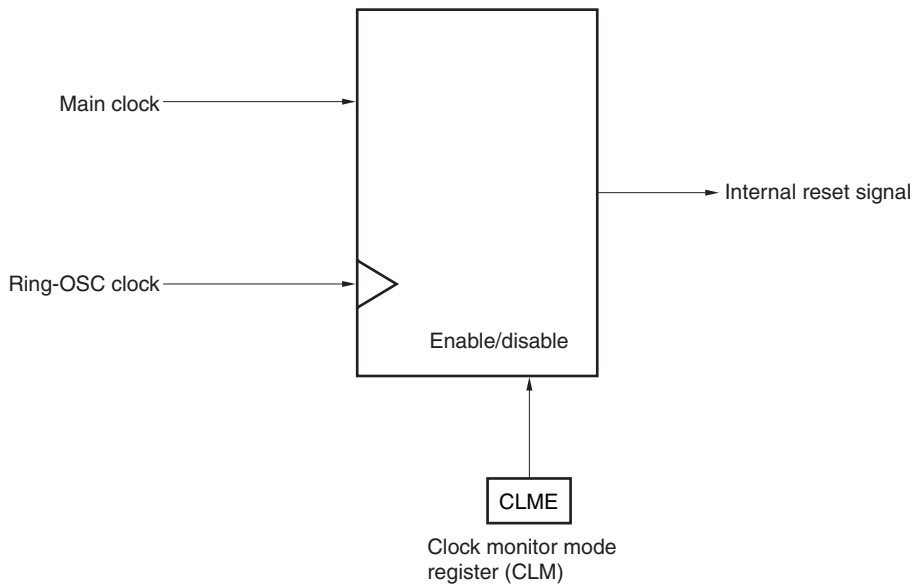 Main clock
Internal reset signal
Ring-OSC clock
Enable/disable
CLME
Clock monitor mode
register (CLM)